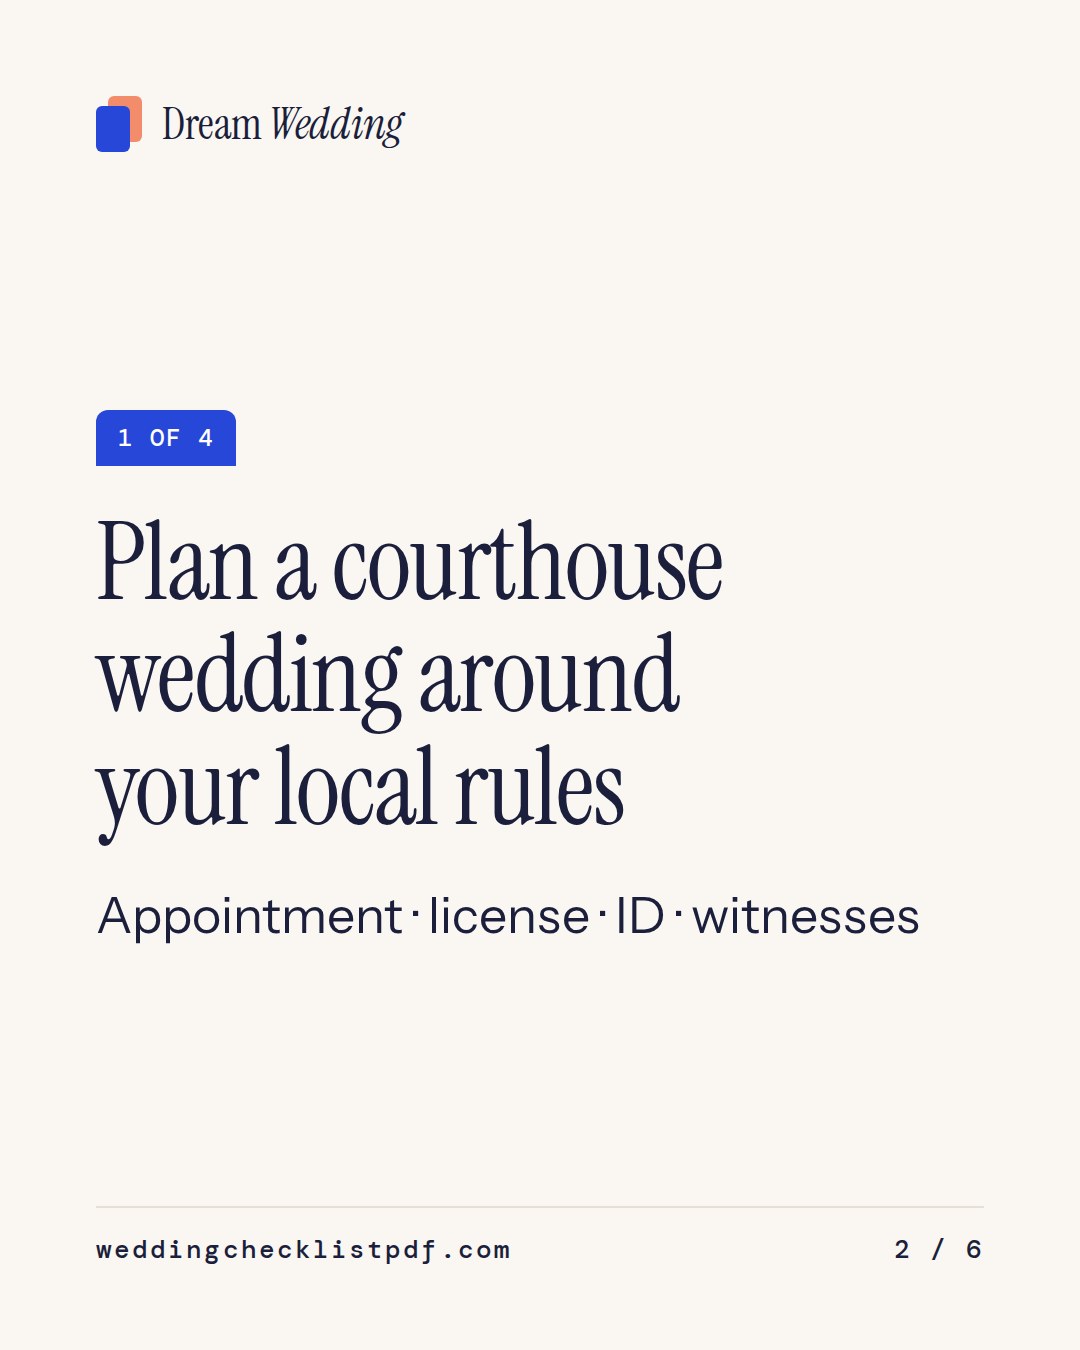 Dream Wedding
1 OF 4
Plan a courthouse
wedding around
your local rules
Appointment · license · ID · witnesses
weddingchecklistpdf.com
2 / 6